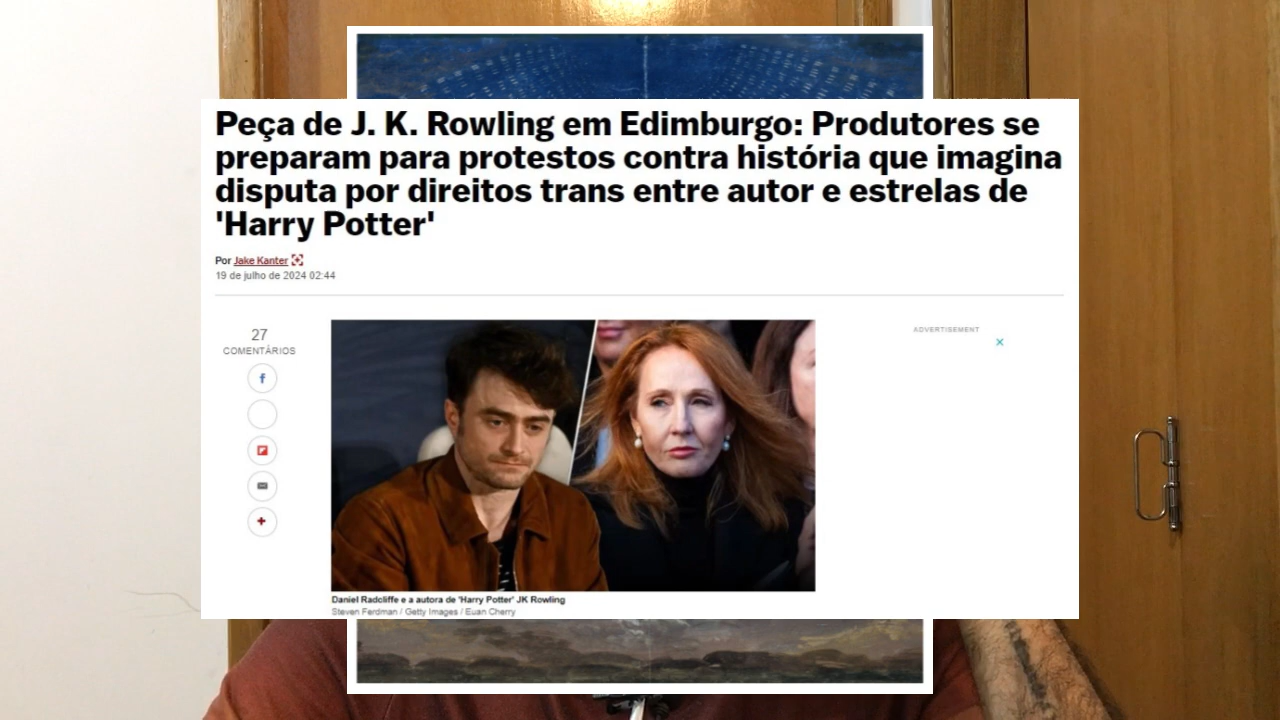 Peça de J. K. Rowling em Edimburgo: Produtores se
preparam para protestos contra história que imagina
disputa por direitos trans entre autor e estrelas de
'Harry Potter'
Por Jake Kanter
19 de julho de 2024 02:44
27
COMENTÁRIOS
ADVERTISEMENT
Daniel Radcliffe e a autora de 'Harry Potter' JK Rowling
Steven Ferdman / Getty Images / Euan Cherry